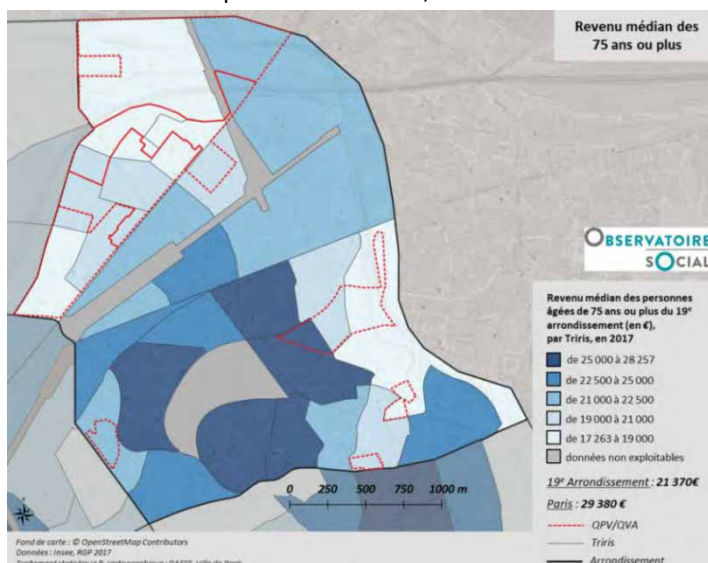 Revenu médian des
75 ans ou plus
OBSERVATOIRE
SOCIAL
Revenu médian des personnes
âgées de 75 ans ou plus du 19e
arrondissement (en €),
par Triris, en 2017
de 25 000 à 28 257
de 22 500 à 25 000
de 21 000 à 22 500
de 19 000 à 21 000
de 17 263 à 19 000
données non exploitables
19e Arrondissement : 21 370€
Paris : 29 380 €
QPV/QVA
Triris
Arrondissement
0 250 500 750 1000 m
Fond de carte : © OpenStreetMap Contributors
Données : Insee, RGP 2017